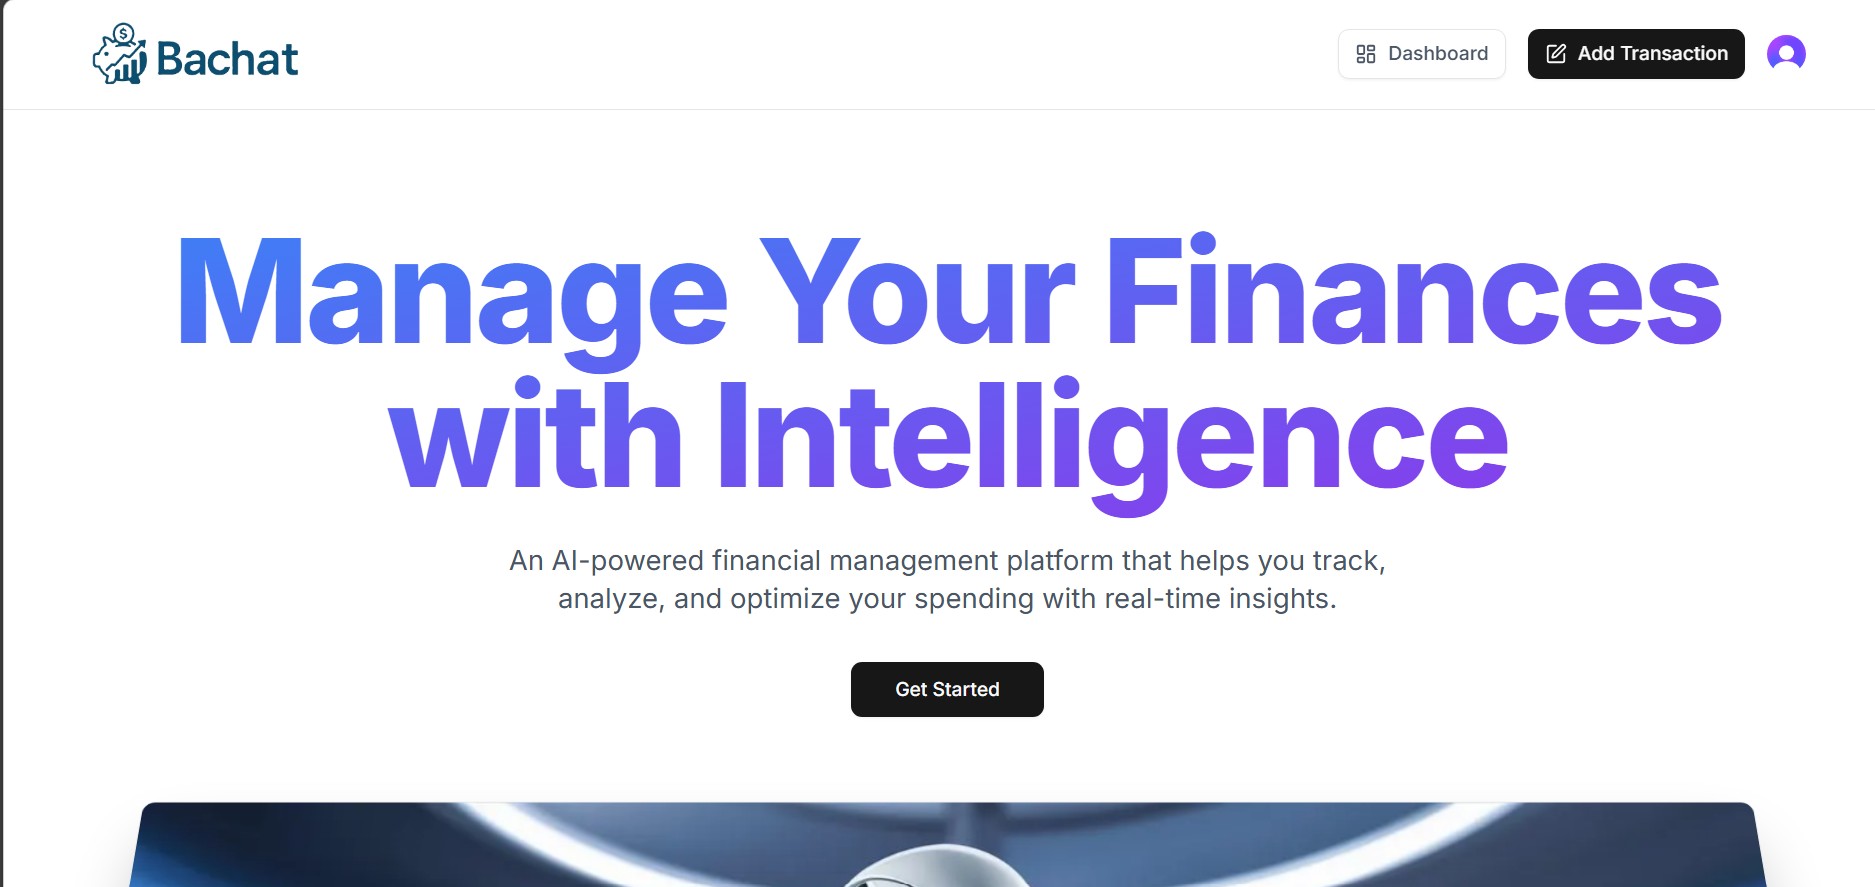 $
Bachat
Dashboard
Add Transaction
Manage Your Finances
with Intelligence
An AI-powered financial management platform that helps you track,
analyze, and optimize your spending with real-time insights.
Get Started